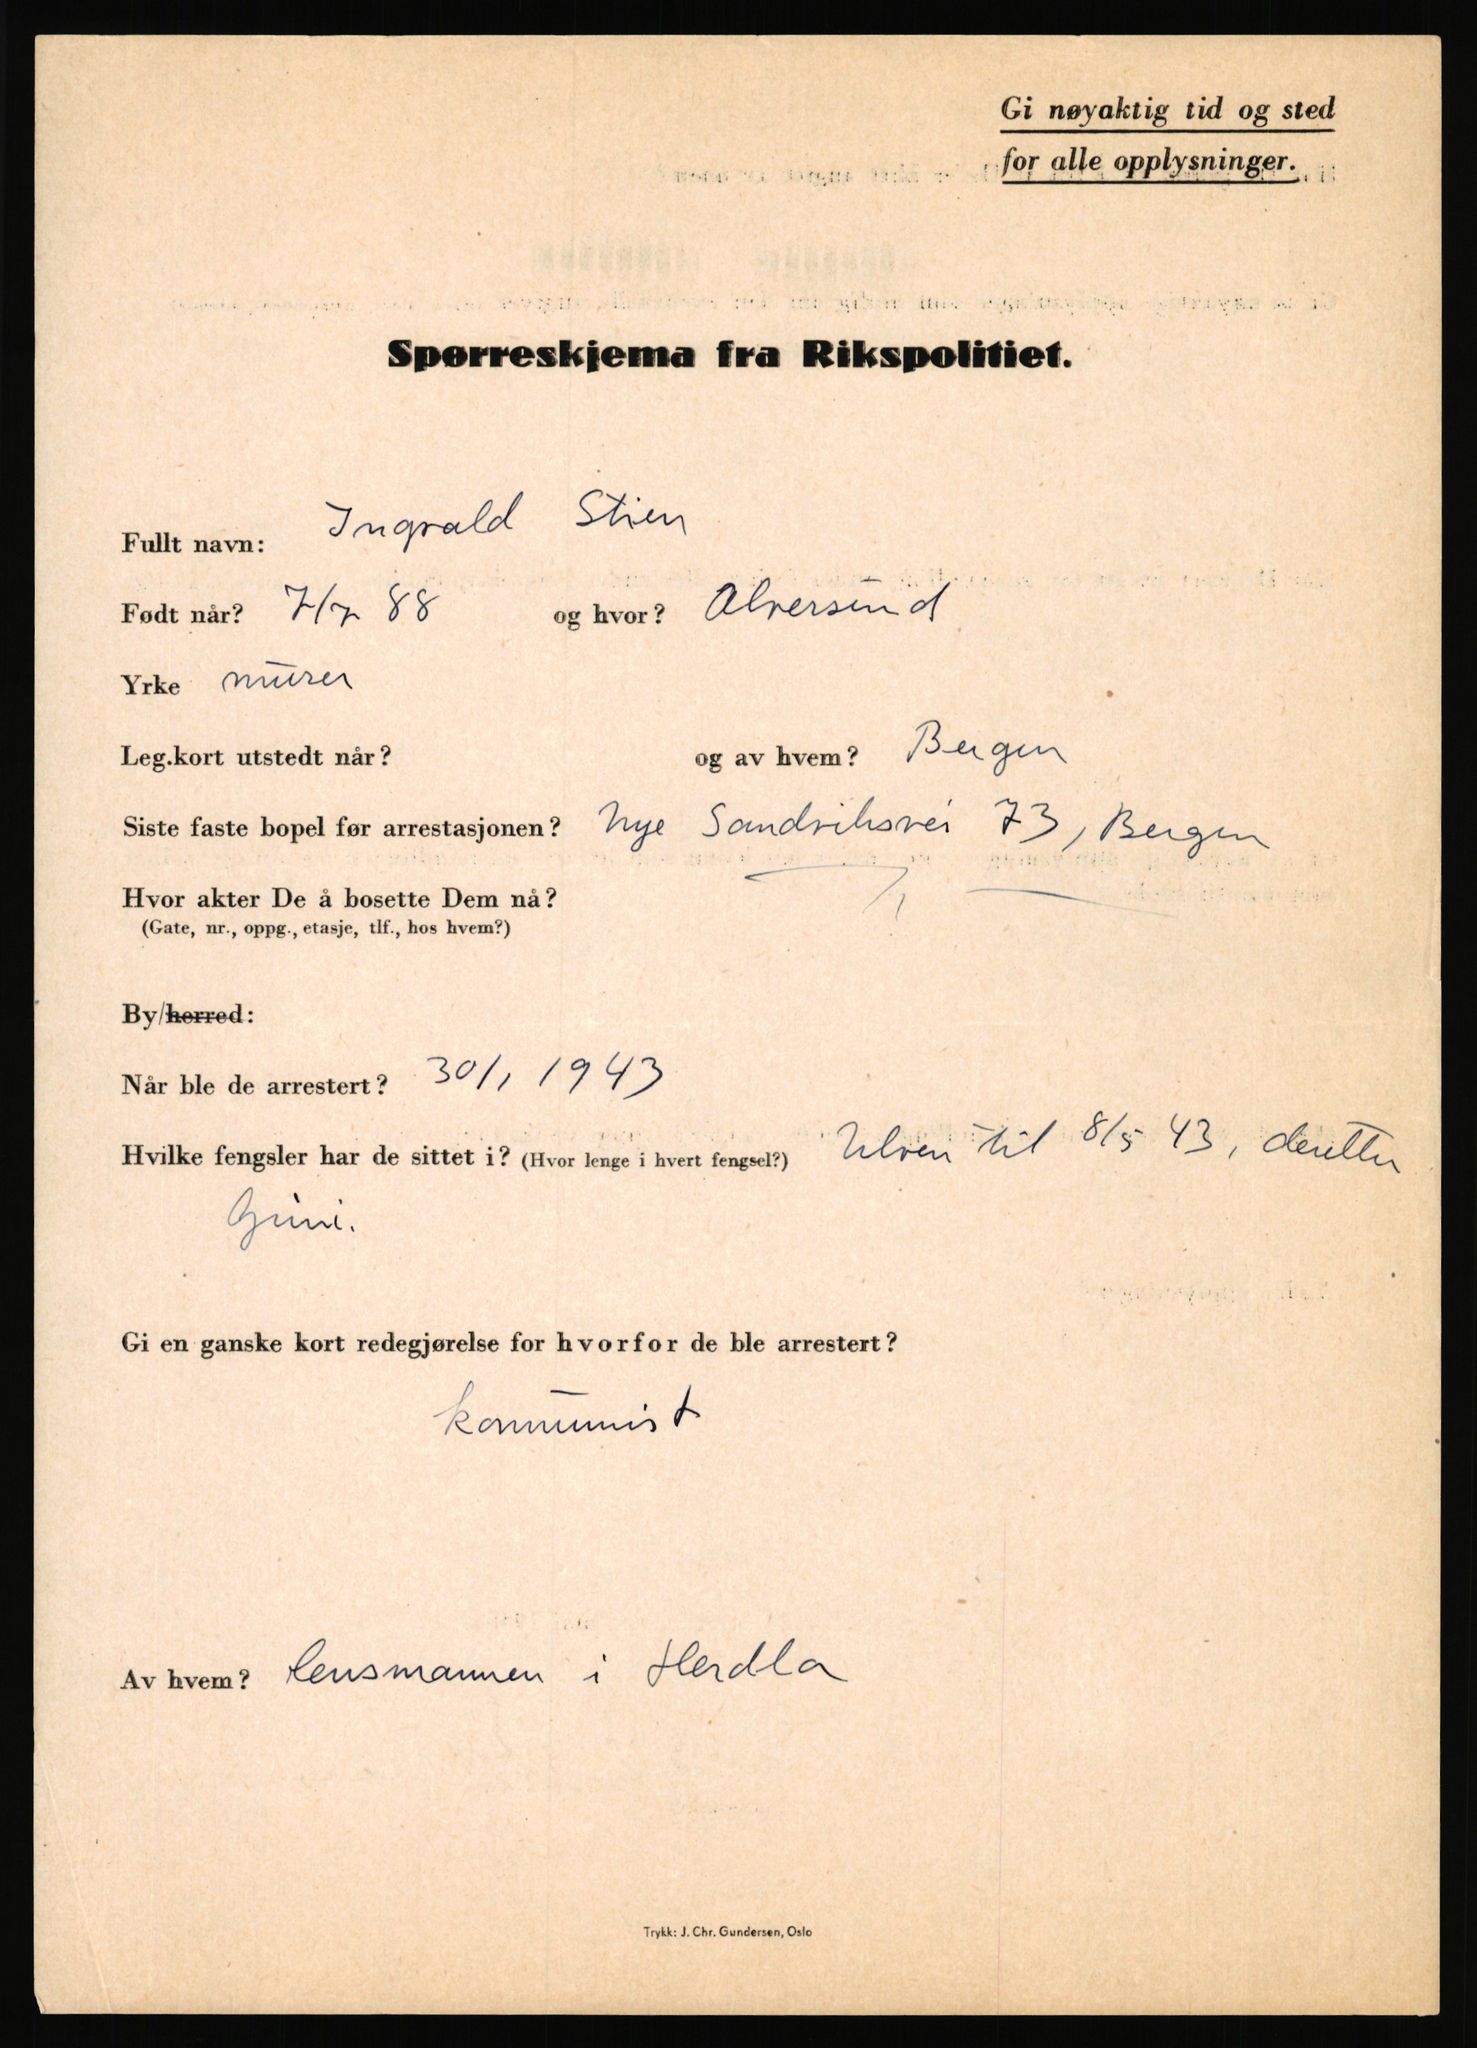 Gi nøyaktig tid og sted
for alle opplysninger.
Spørreskjema fra Rikspolitiet.
Fullt navn: Ingvald Stien
Født når? 7/7 88 og hvor? Alversund
Yrke murer
Leg.kort utstedt når? og av hvem? Bergen
Siste faste bopel før arrestasjonen? Nye Sandviksvei 73, Bergen
Hvor akter De å bosette Dem nå?
(Gate, nr., oppg., etasje, tlf., hos hvem?)
By/herred:
Når ble de arrestert? 30/1 1943
Hvilke fengsler har de sittet i? (Hvor lenge i hvert fengsel?) Ulven til 8/5 43, deretter
Grini.
Gi en ganske kort redegjørelse for hvorfor de ble arrestert?
kommunist
Av hvem? lensmannen i Herdla
Trykk: J. Chr. Gundersen, Oslo